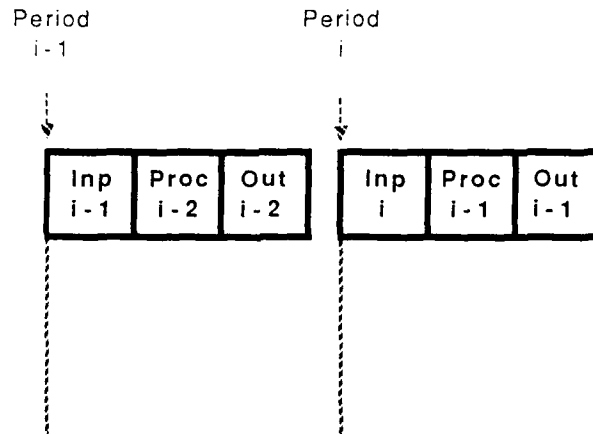 Period Period
i-1 i
Inp Proc Out Inp Proc Out
i-1 i-2 i-2 i i-1 i-1